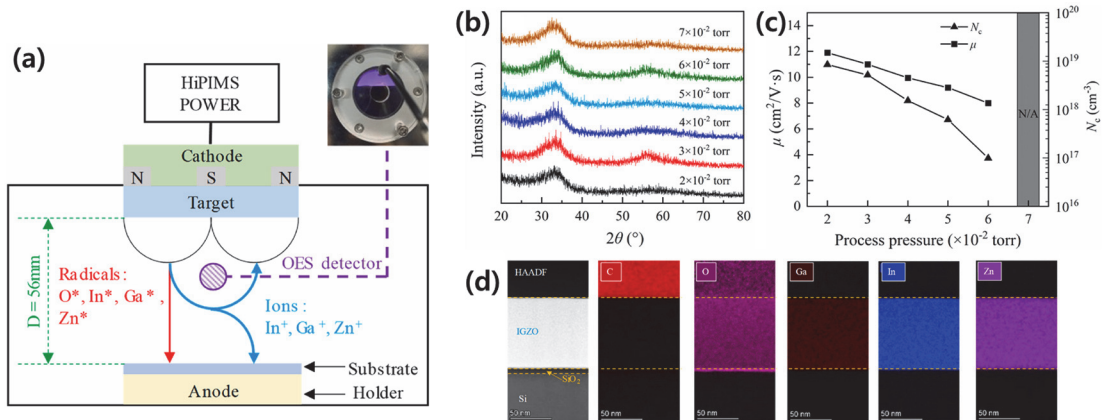 (a)
HiPIMS
POWER
Cathode
N S N
Target
OES detector
D = 56mm
Radicals :
O*, In*, Ga*,
Zn*
Ions :
In⁺, Ga⁺, Zn⁺
Substrate
Anode
Holder
(b)
Intensity (a.u.)
7×10⁻² torr
6×10⁻² torr
5×10⁻² torr
4×10⁻² torr
3×10⁻² torr
2×10⁻² torr
20 30 40 50 60 70 80
2θ (°)
(c)
μ (cm²/V·s)
14
12
10
8
6
4
2
0
N_c
μ
N/A
10²⁰
10¹⁹
10¹⁸
10¹⁷
10¹⁶
N_c (cm⁻³)
2 3 4 5 6 7
Process pressure (×10⁻² torr)
(d)
HAADF
IGZO
SiO₂
Si
50 nm
C
50 nm
O
50 nm
Ga
50 nm
In
50 nm
Zn
50 nm